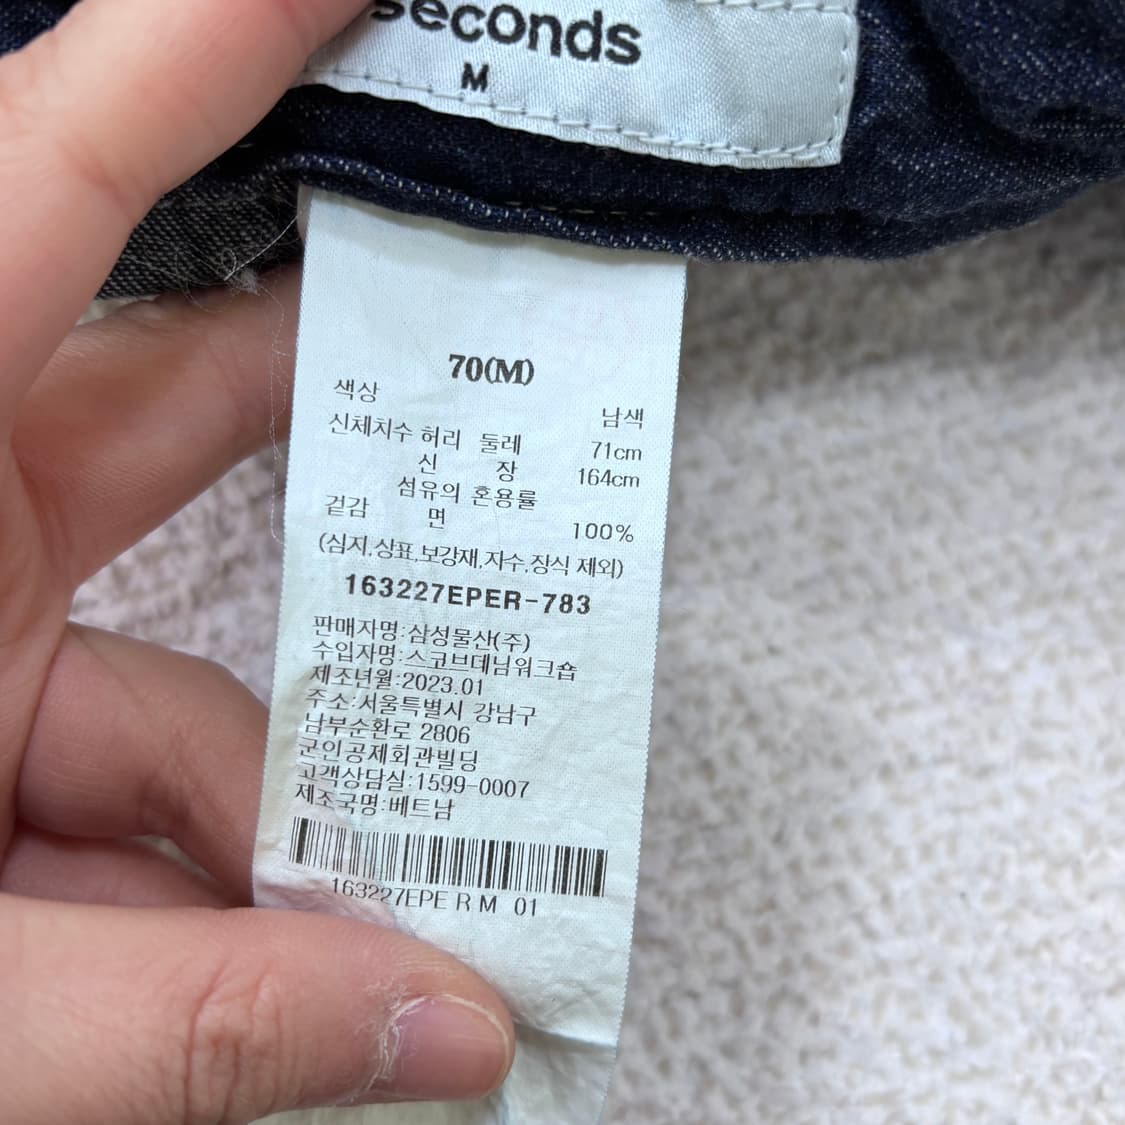 seconds
M
70(M)
색상 남색
신체치수 허리 둘레 71cm
신 장 164cm
섬유의 혼용률
겉감 면 100%
(심지,상표,보강재,자수,장식 제외)
163227EPER-783
판매자명:삼성물산(주)
수입자명:스코브데님워크숍
제조년월:2023.01
주소:서울특별시 강남구
남부순환로 2806
군인공제회관빌딩
고객상담실:1599-0007
제조국명:베트남
163227EPE R M 01